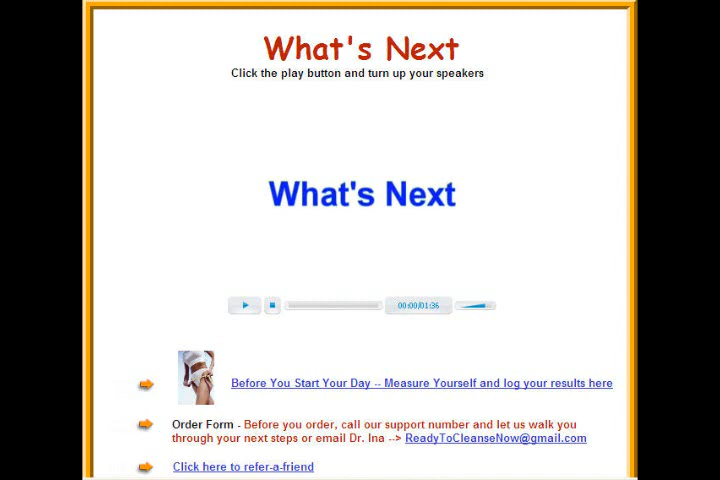 What's Next
Click the play button and turn up your speakers
What's Next
00:00/01:36
Before You Start Your Day -- Measure Yourself and log your results here
Order Form - Before you order, call our support number and let us walk you
through your next steps or email Dr. Ina --> ReadyToCleanseNow@gmail.com
Click here to refer-a-friend